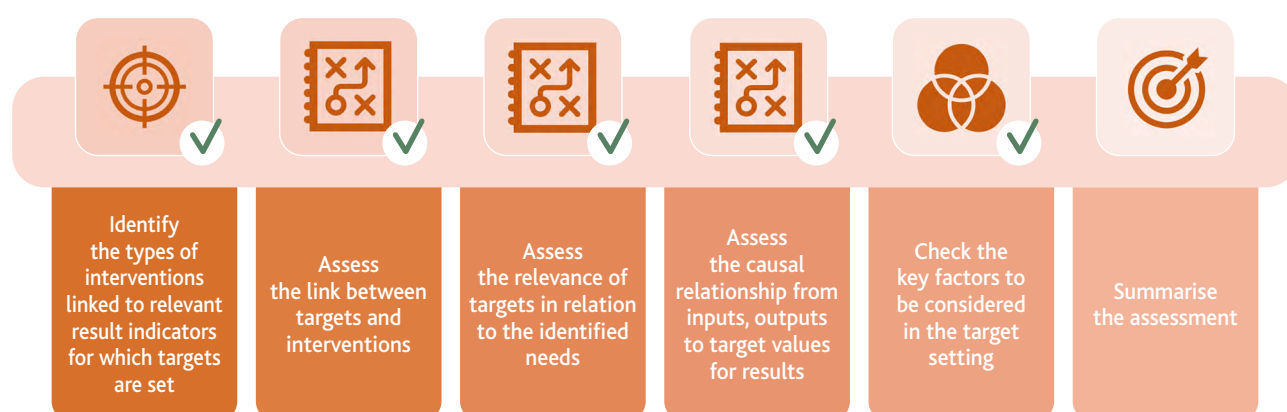 Identify
the types of
interventions
linked to relevant
result indicators
for which targets
are set
Assess
the link between
targets and
interventions
Assess
the relevance of
targets in relation
to the identified
needs
Assess
the causal
relationship from
inputs, outputs
to target values
for results
Check the
key factors to
be considered
in the target
setting
Summarise
the assessment